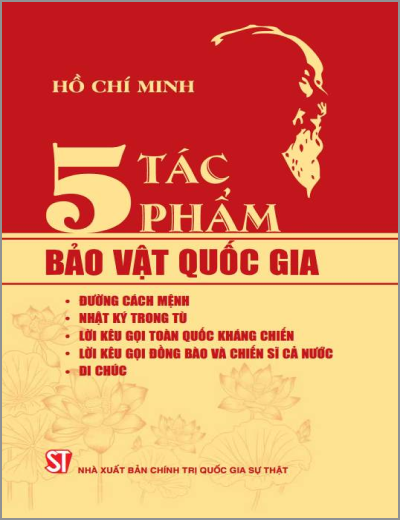 HỒ CHÍ MINH
5 TÁC
PHẨM
BẢO VẬT QUỐC GIA
• ĐƯỜNG CÁCH MỆNH
• NHẬT KÝ TRONG TÙ
• LỜI KÊU GỌI TOÀN QUỐC KHÁNG CHIẾN
• LỜI KÊU GỌI ĐỒNG BÀO VÀ CHIẾN SĨ CẢ NƯỚC
• DI CHÚC
ST
NHÀ XUẤT BẢN CHÍNH TRỊ QUỐC GIA SỰ THẬT